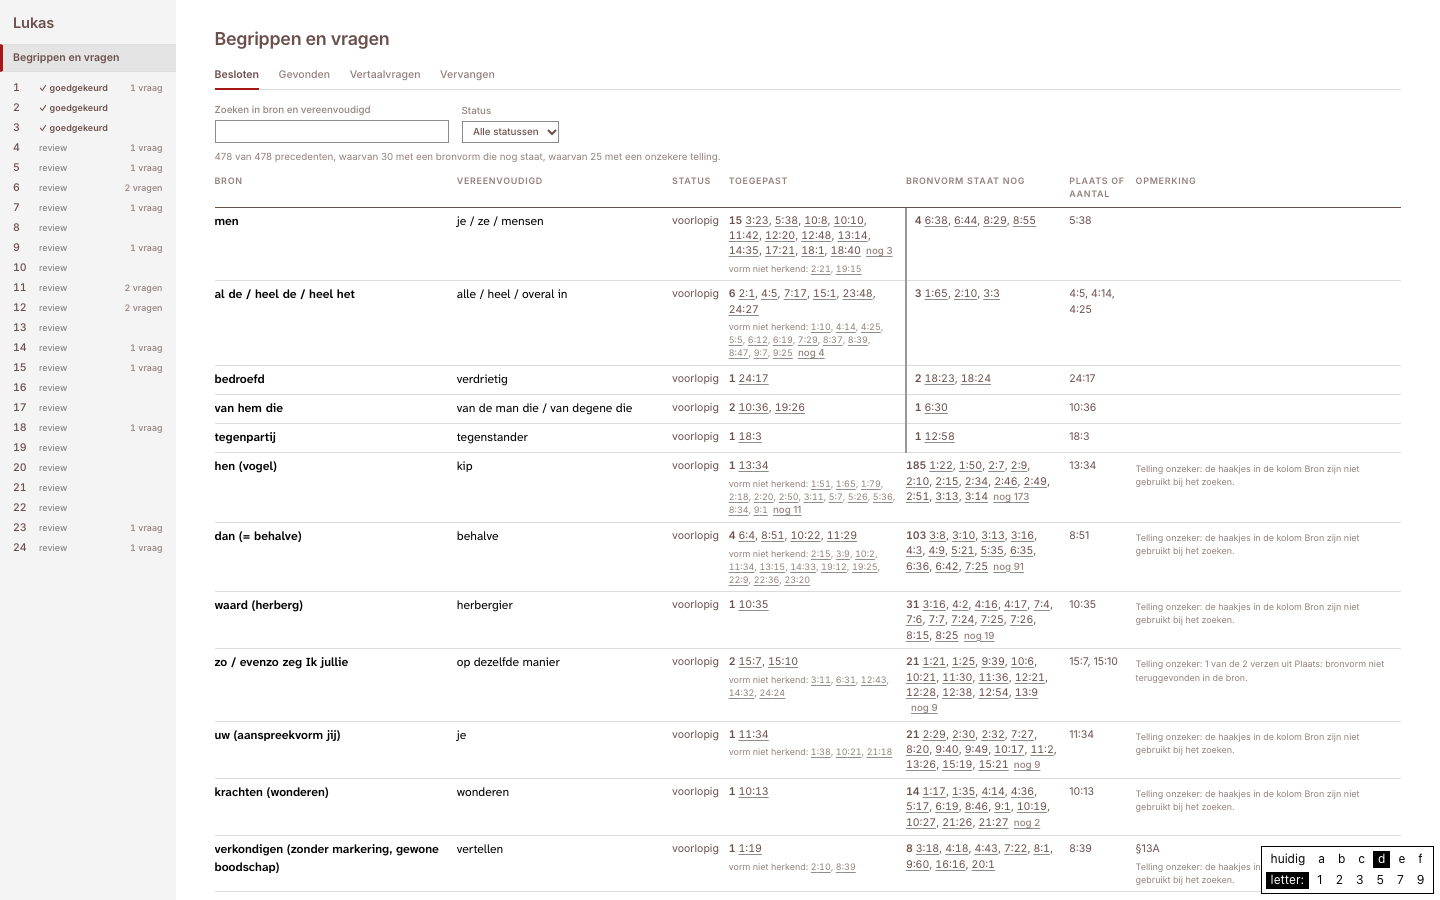 Lukas
Begrippen en vragen
1 ✓ goedgekeurd 1 vraag
2 ✓ goedgekeurd
3 ✓ goedgekeurd
4 review 1 vraag
5 review 1 vraag
6 review 2 vragen
7 review 1 vraag
8 review
9 review 1 vraag
10 review
11 review 2 vragen
12 review 2 vragen
13 review
14 review 1 vraag
15 review 1 vraag
16 review
17 review
18 review 1 vraag
19 review
20 review
21 review
22 review
23 review 1 vraag
24 review 1 vraag
Begrippen en vragen
Besloten Gevonden Vertaalvragen Vervangen
Zoeken in bron en vereenvoudigd Status
Alle statussen
478 van 478 precedenten, waarvan 30 met een bronvorm die nog staat, waarvan 25 met een onzekere telling.
BRON VEREENVOUDIGD STATUS TOEGEPAST BRONVORM STAAT NOG PLAATS OF AANTAL OPMERKING
men je / ze / mensen voorlopig 15 3:23, 5:38, 10:8, 10:10, 4 6:38, 6:44, 8:29, 8:55 5:38
11:42, 12:20, 12:48, 13:14,
14:35, 17:21, 18:1, 18:40 nog 3
vorm niet herkend: 2:21, 19:15
al de / heel de / heel het alle / heel / overal in voorlopig 6 2:1, 4:5, 7:17, 15:1, 23:48, 3 1:65, 2:10, 3:3 4:5, 4:14,
24:27 4:25
vorm niet herkend: 1:10, 4:14, 4:25,
5:5, 6:12, 6:19, 7:29, 8:37, 8:39,
8:47, 9:7, 9:25 nog 4
bedroefd verdrietig voorlopig 1 24:17 2 18:23, 18:24 24:17
van hem die van de man die / van degene die voorlopig 2 10:36, 19:26 1 6:30 10:36
tegenpartij tegenstander voorlopig 1 18:3 1 12:58 18:3
hen (vogel) kip voorlopig 1 13:34 185 1:22, 1:50, 2:7, 2:9, 13:34 Telling onzeker: de haakjes in de kolom Bron zijn niet
vorm niet herkend: 1:51, 1:65, 1:79, 2:10, 2:15, 2:34, 2:46, 2:49, gebruikt bij het zoeken.
2:18, 2:20, 2:50, 3:11, 5:7, 5:26, 5:36, 2:51, 3:13, 3:14 nog 173
8:34, 9:1 nog 11
dan (= behalve) behalve voorlopig 4 6:4, 8:51, 10:22, 11:29 103 3:8, 3:10, 3:13, 3:16, 8:51 Telling onzeker: de haakjes in de kolom Bron zijn niet
vorm niet herkend: 2:15, 3:9, 10:2, 4:3, 4:9, 5:21, 5:35, 6:35, gebruikt bij het zoeken.
11:34, 13:15, 14:33, 19:12, 19:25, 6:36, 6:42, 7:25 nog 91
22:9, 22:36, 23:20
waard (herberg) herbergier voorlopig 1 10:35 31 3:16, 4:2, 4:16, 4:17, 7:4, 10:35 Telling onzeker: de haakjes in de kolom Bron zijn niet
7:6, 7:7, 7:24, 7:25, 7:26, gebruikt bij het zoeken.
8:15, 8:25 nog 19
zo / evenzo zeg Ik jullie op dezelfde manier voorlopig 2 15:7, 15:10 21 1:21, 1:25, 9:39, 10:6, 15:7, 15:10 Telling onzeker: 1 van de 2 verzen uit Plaats: bronvorm niet
vorm niet herkend: 3:11, 6:31, 12:43, 10:21, 11:30, 11:36, 12:21, teruggevonden in de bron.
14:32, 24:24 12:28, 12:38, 12:54, 13:9
nog 9
uw (aanspreekvorm jij) je voorlopig 1 11:34 21 2:29, 2:30, 2:32, 7:27, 11:34 Telling onzeker: de haakjes in de kolom Bron zijn niet
vorm niet herkend: 1:38, 10:21, 21:18 8:20, 9:40, 9:49, 10:17, 11:2, gebruikt bij het zoeken.
13:26, 15:19, 15:21 nog 9
krachten (wonderen) wonderen voorlopig 1 10:13 14 1:17, 1:35, 4:14, 4:36, 10:13 Telling onzeker: de haakjes in de kolom Bron zijn niet
5:17, 6:19, 8:46, 9:1, 10:19, gebruikt bij het zoeken.
10:27, 21:26, 21:27 nog 2
verkondigen (zonder markering, gewone vertellen voorlopig 1 1:19 8 3:18, 4:18, 4:43, 7:22, 8:1, 8:39 §13A
boodschap) vorm niet herkend: 2:10, 8:39 9:60, 16:16, 20:1 Telling onzeker: de haakjes in
gebruikt bij het zoeken.
huidig a b c d e f
letter: 1 2 3 5 7 9